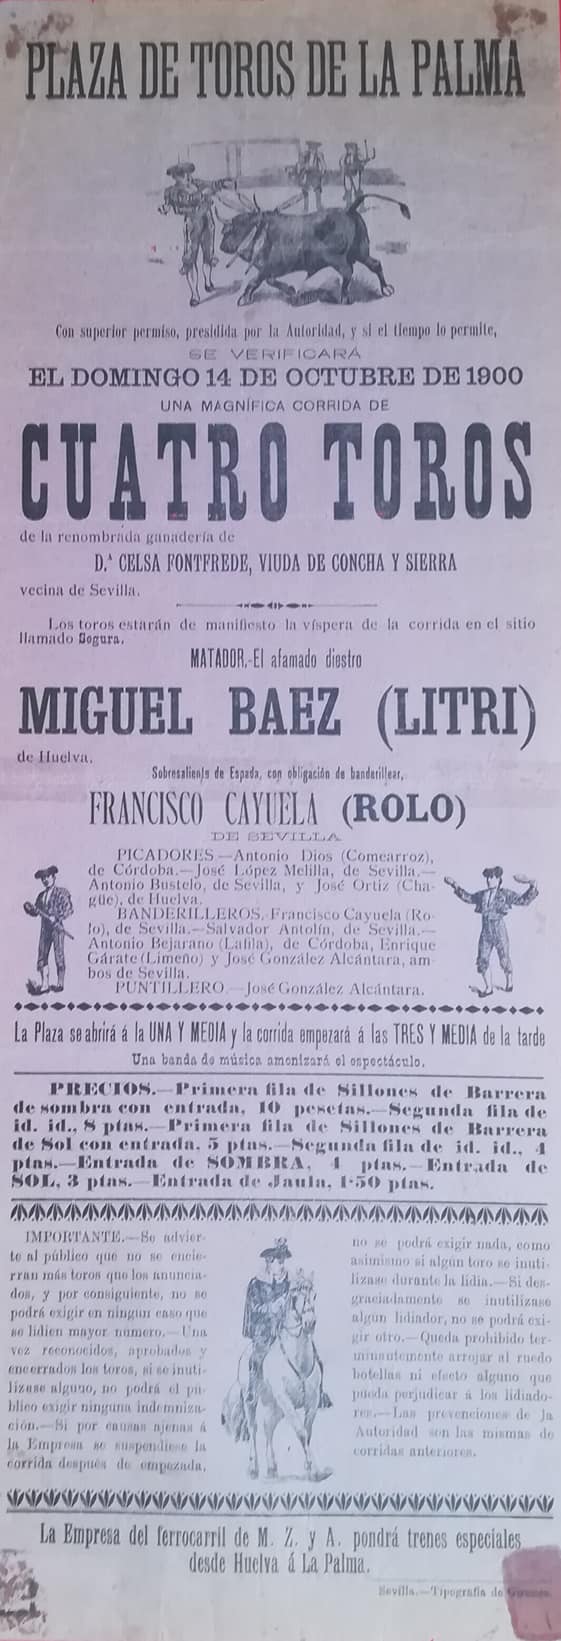 PLAZA DE TOROS DE LA PALMA
Con superior permiso, presidida por la Autoridad, y si el tiempo lo permite,
SE VERIFICARÁ
EL DOMINGO 14 DE OCTUBRE DE 1900
UNA MAGNÍFICA CORRIDA DE
CUATRO TOROS
de la renombrada ganadería de
D.ª CELSA FONTFREDE, VIUDA DE CONCHA Y SIERRA
vecina de Sevilla.
Los toros estarán de manifiesto la víspera de la corrida en el sitio
llamado Segura.
MATADOR.-El afamado diestro
MIGUEL BAEZ (LITRI)
de Huelva.
Sobresaliente de Espada, con obligación de banderillear,
FRANCISCO CAYUELA (ROLO)
DE SEVILLA
PICADORES.—Antonio Dios (Comearroz),
de Córdoba.—José López Melilla, de Sevilla.—
Antonio Bustelo, de Sevilla, y José Ortiz (Cha-
güe), de Huelva.
BANDERILLEROS.-Francisco Cayuela (Ro-
lo), de Sevilla.—Salvador Antolín, de Sevilla.—
Antonio Bejarano (Lafila), de Córdoba, Enrique
Gárate (Limeño) y José González Alcántara, am-
bos de Sevilla.
PUNTILLERO.—José González Alcántara.
La Plaza se abrirá á la UNA Y MEDIA y la corrida empezará á las TRES Y MEDIA de la tarde
Una banda de música amenizará el espectáculo.
PRECIOS.—Primera fila de Sillones de Barrera
de sombra con entrada, 10 pesetas.—Segunda fila de
id. id., 8 ptas.—Primera fila de Sillones de Barrera
de Sol con entrada, 5 ptas.—Segunda fila de id. id., 4
ptas.—Entrada de SOMBRA, 4 ptas.—Entrada de
SOL, 3 ptas.—Entrada de Jaula, 1‘50 ptas.
IMPORTANTE.—Se advier-
te al público que no se encie-
rran más toros que los anuncia-
dos, y por consiguiente, no se
podrá exigir en ningun caso que
se lidien mayor número.—Una
vez reconocidos, aprobados y
encerrados los toros, si se inuti-
lizase alguno, no podrá el pú-
blico exigir ninguna indemniza-
ción.—Si por causas ajenas á
la Empresa se suspendiese la
corrida después de empezada,
no se podrá exigir nada, como
asimismo si algún toro se inuti-
lizase durante la lidia.—Si des-
graciadamente se inutilizase
algún lidiador, no se podrá exi-
gir otro.—Queda prohibido ter-
minantemente arrojar al ruedo
botellas ni efecto alguno que
pueda perjudicar á los lidiado-
res.—Las prevenciones de la
Autoridad son las mismas de
corridas anteriores.
La Empresa del ferrocarril de M. Z. y A. pondrá trenes especiales
desde Huelva á La Palma.
Sevilla.—Tipografía de